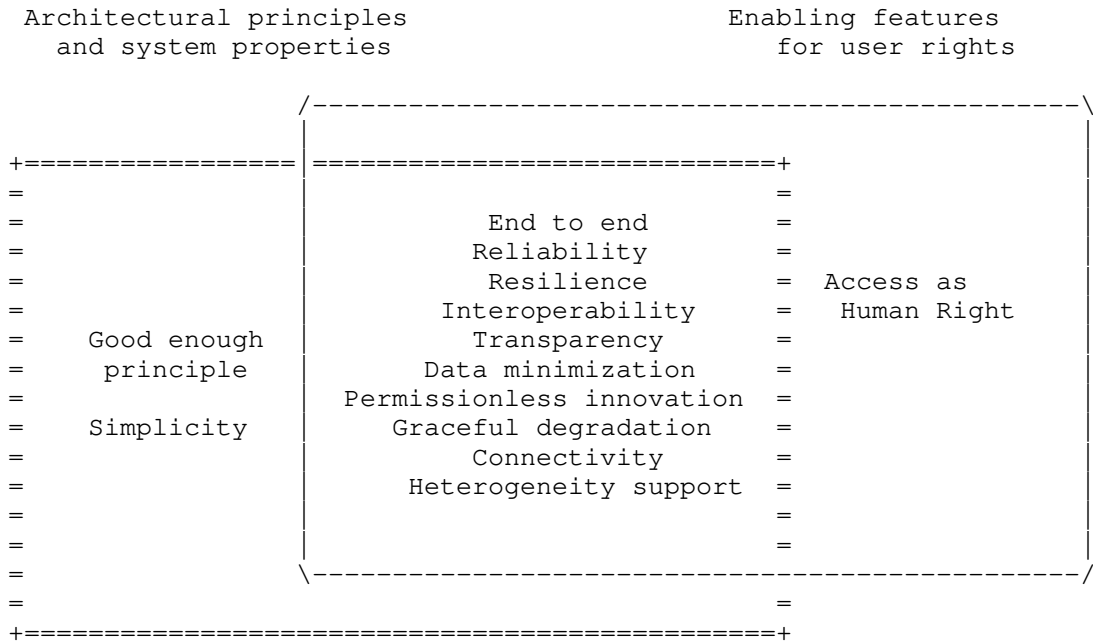 Architectural principles Enabling features
and system properties for user rights
End to end
Reliability
Resilience Access as
Interoperability Human Right
Good enough Transparency
principle Data minimization
Permissionless innovation
Simplicity Graceful degradation
Connectivity
Heterogeneity support